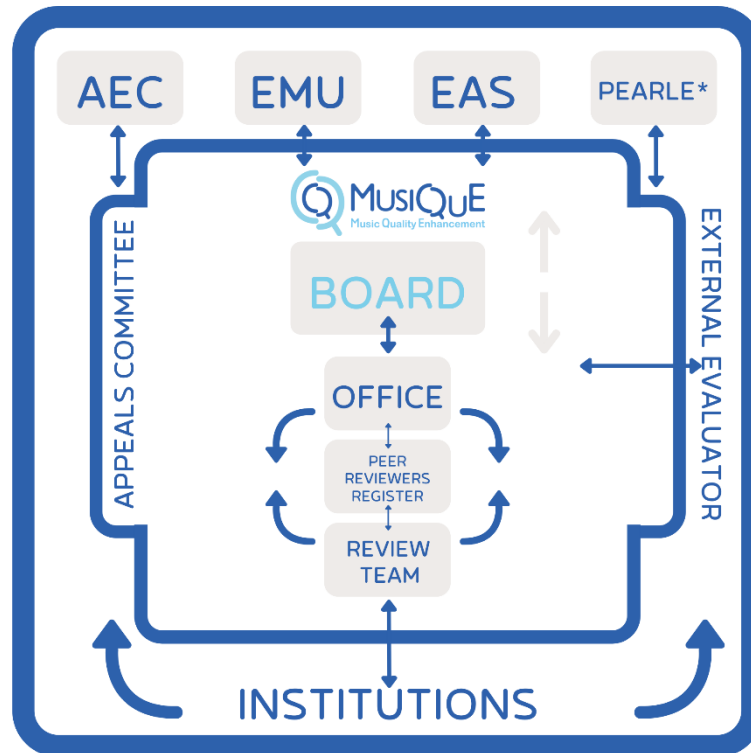 AEC
EMU
EAS
PEARLE*
MusiQuE
Music Quality Enhancement
BOARD
APPEALS COMMITTEE
EXTERNAL EVALUATOR
OFFICE
PEER
REVIEWERS
REGISTER
REVIEW
TEAM
INSTITUTIONS